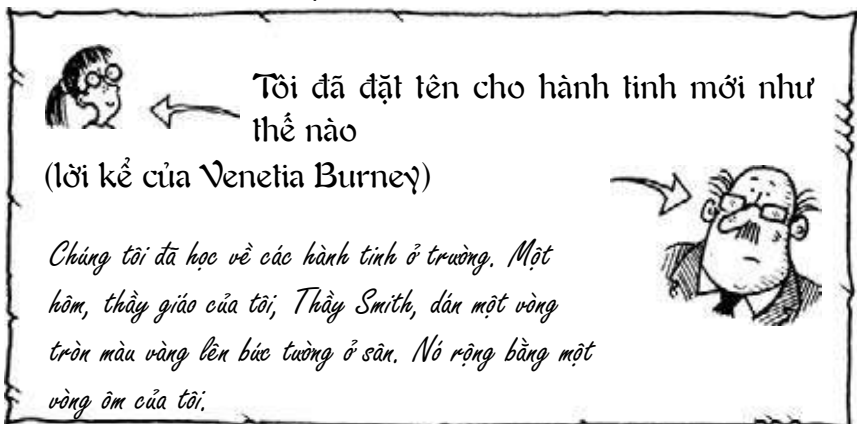 Tôi đã đặt tên cho hành tinh mới như
thế nào
(lời kể của Venetia Burney)
Chúng tôi đã học về các hành tinh ở trường. Một
hôm, thầy giáo của tôi, Thầy Smith, dán một vòng
tròn màu vàng lên bức tường ở sân. Nó rộng bằng một
vòng ôm của tôi.